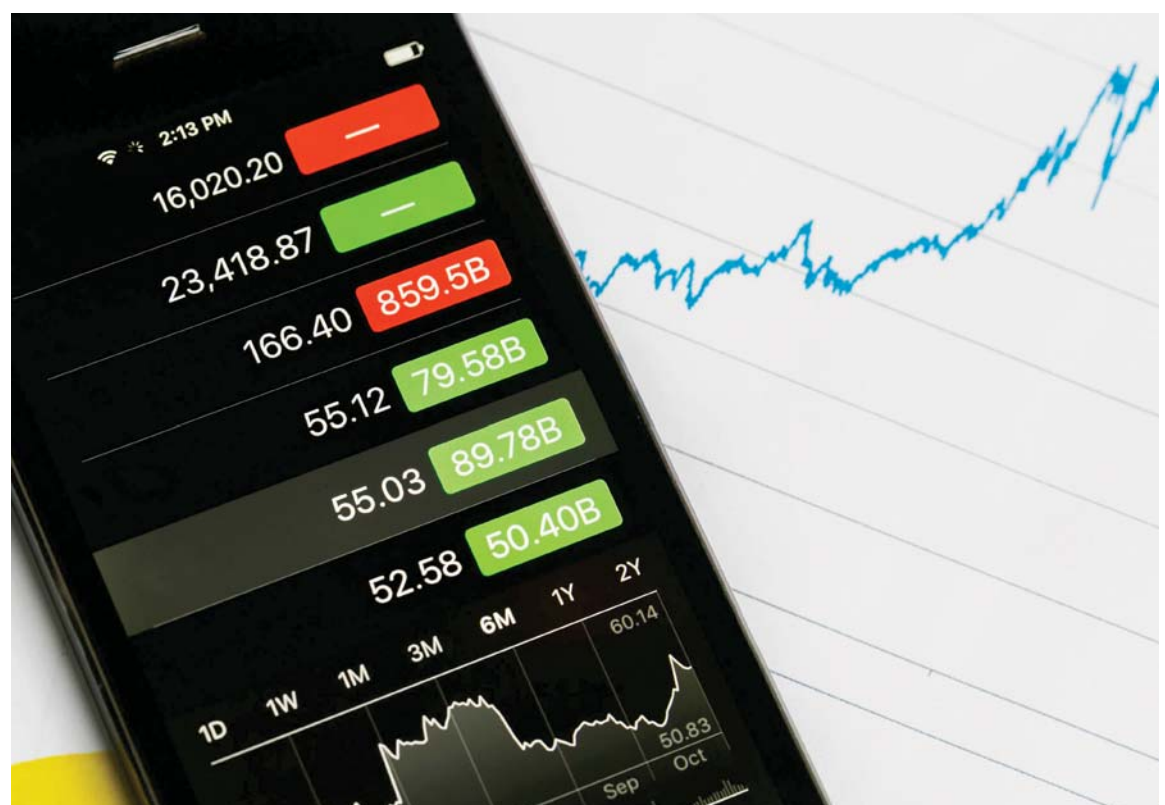 2:13 PM
16,020.20 —
23,418.87 —
166.40 859.5B
55.12 79.58B
55.03 89.78B
52.58 50.40B
1D 1W 1M 3M 6M 1Y 2Y
60.14
50.83
Sep Oct